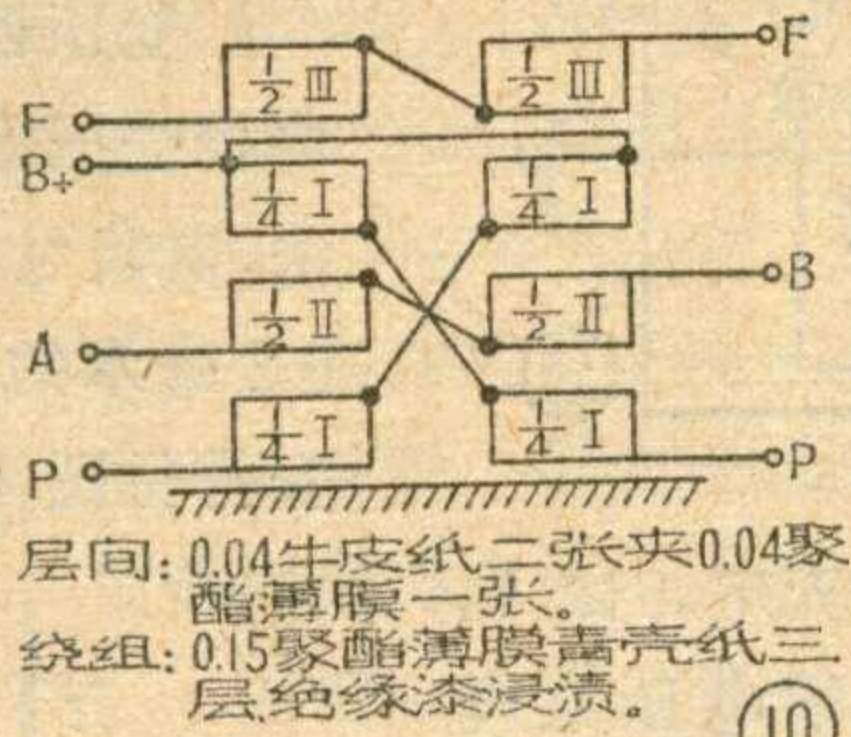 1/2 III 1/2 III F
F
B+
1/4 I 1/4 I
1/2 II 1/2 II B
A
1/4 I 1/4 I
P P
层间: 0.04牛皮纸二张夹0.04聚
酯薄膜一张。
绕组: 0.15聚酯薄膜青壳纸三
层,绝缘漆浸渍。
10